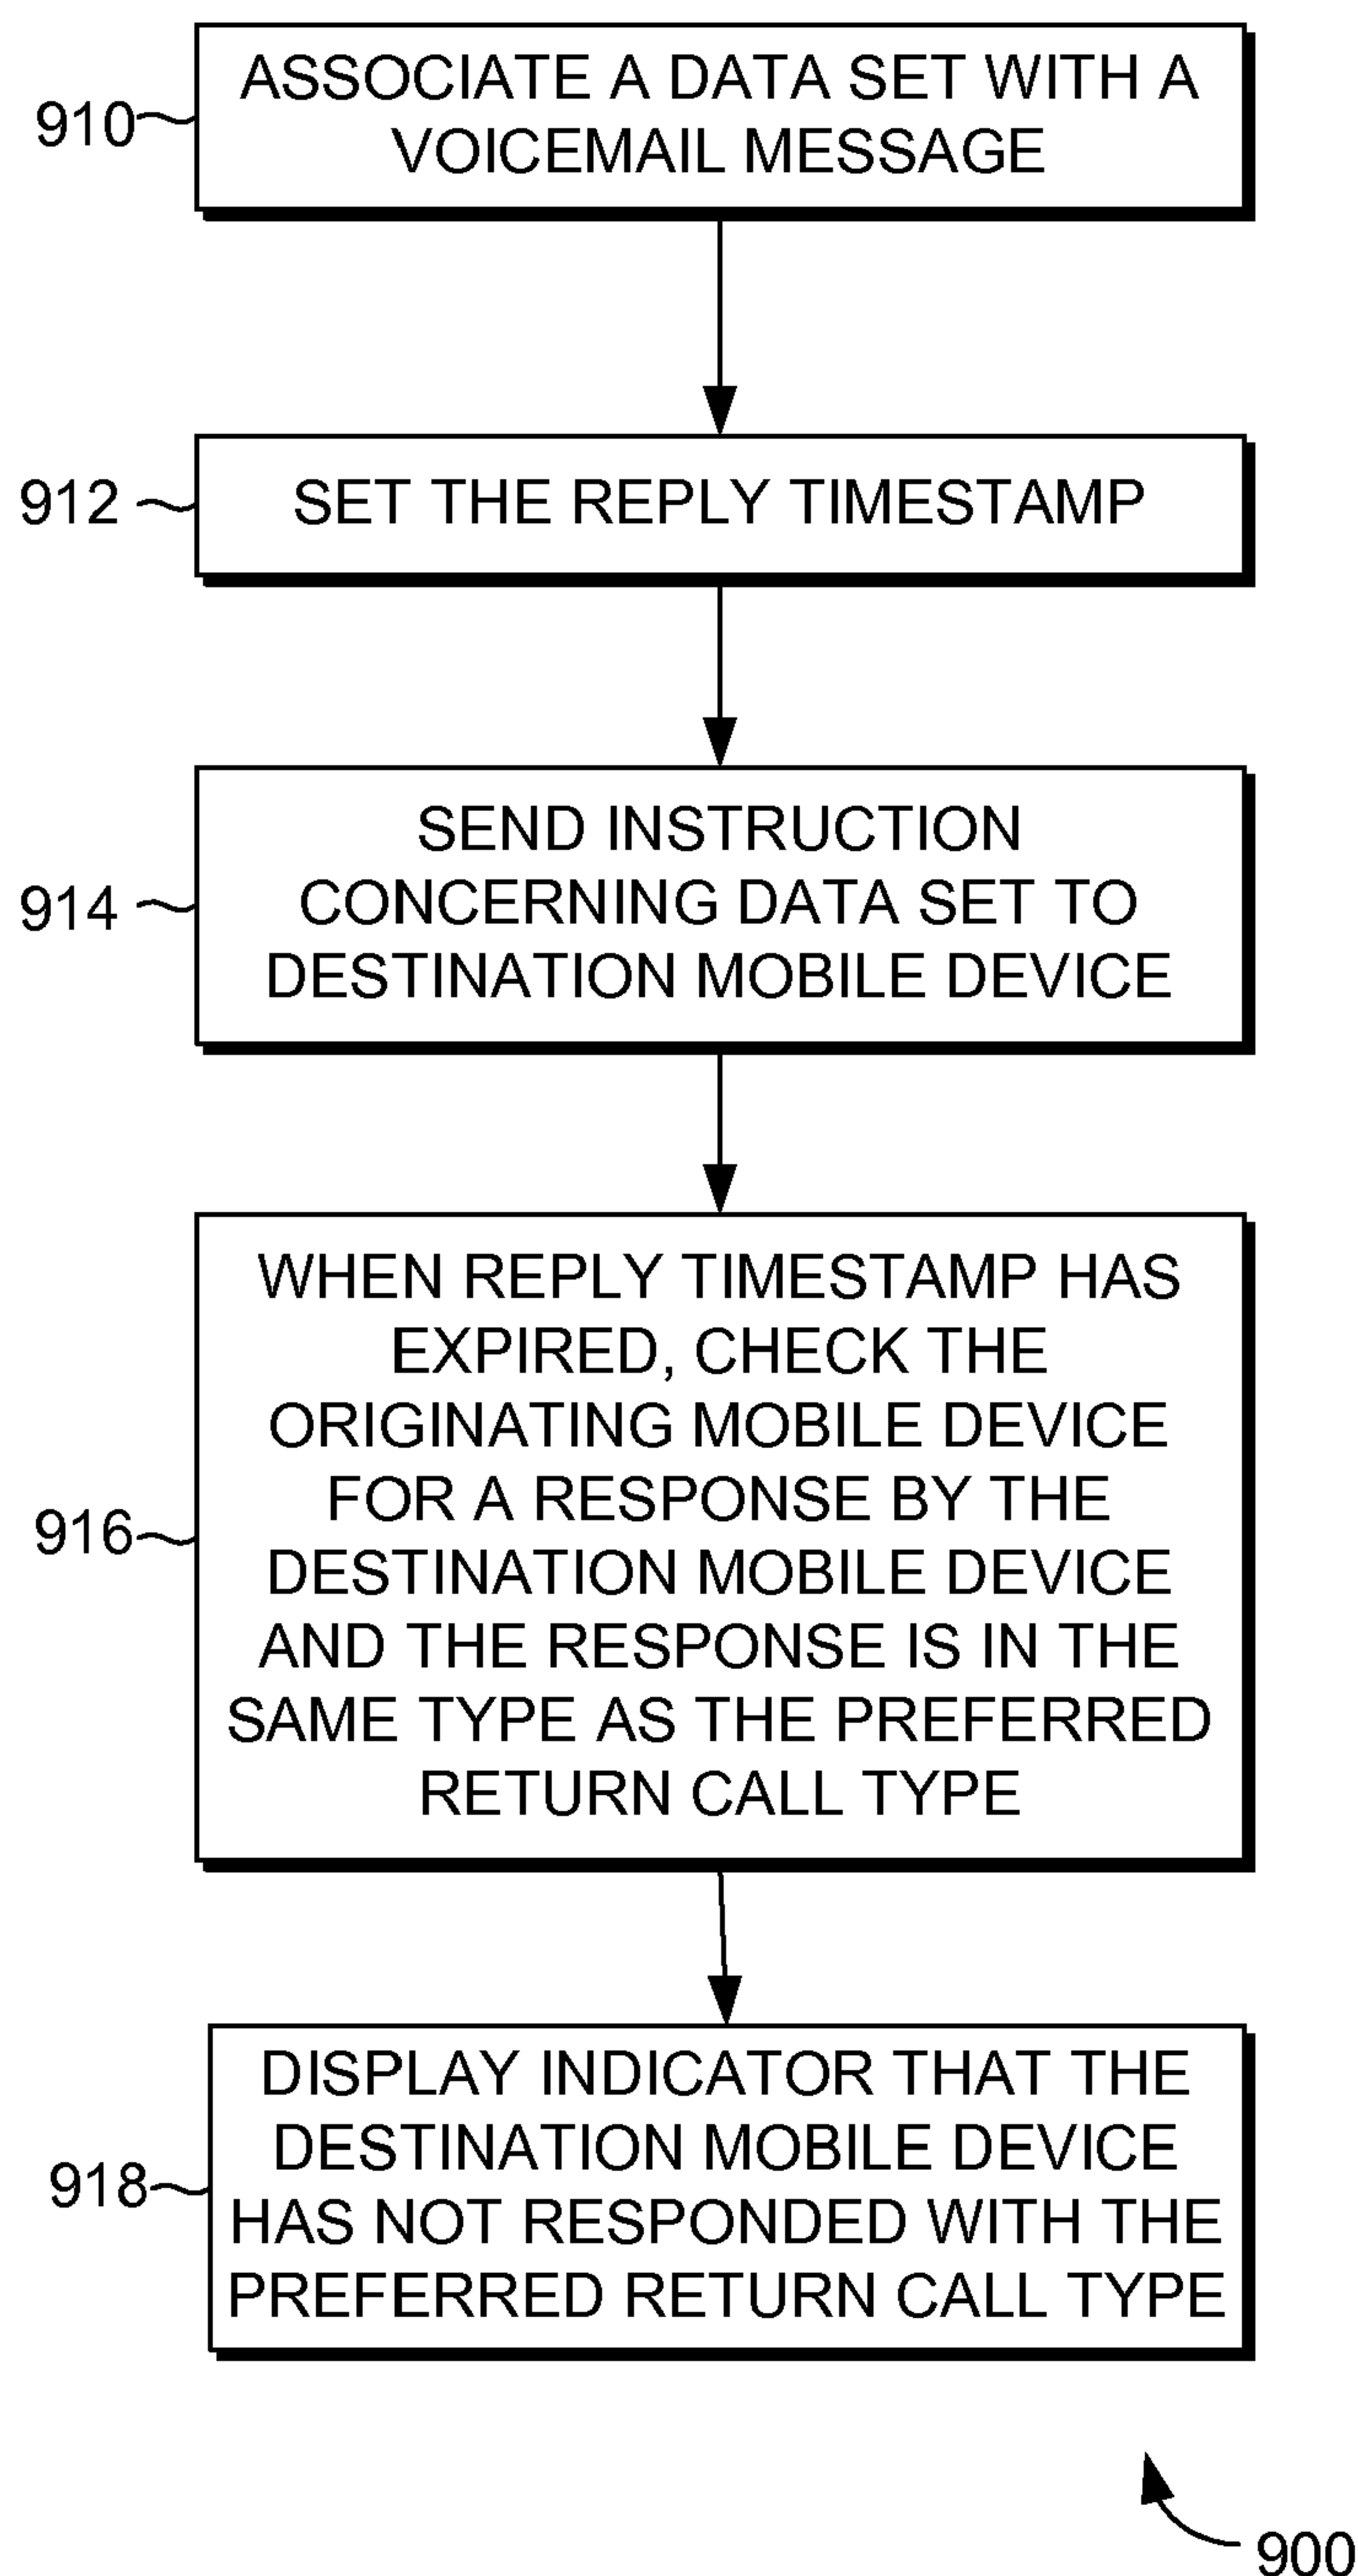 910
ASSOCIATE A DATA SET WITH A
VOICEMAIL MESSAGE
912
SET THE REPLY TIMESTAMP
914
SEND INSTRUCTION
CONCERNING DATA SET TO
DESTINATION MOBILE DEVICE
916
WHEN REPLY TIMESTAMP HAS
EXPIRED, CHECK THE
ORIGINATING MOBILE DEVICE
FOR A RESPONSE BY THE
DESTINATION MOBILE DEVICE
AND THE RESPONSE IS IN THE
SAME TYPE AS THE PREFERRED
RETURN CALL TYPE
918
DISPLAY INDICATOR THAT THE
DESTINATION MOBILE DEVICE
HAS NOT RESPONDED WITH THE
PREFERRED RETURN CALL TYPE
900